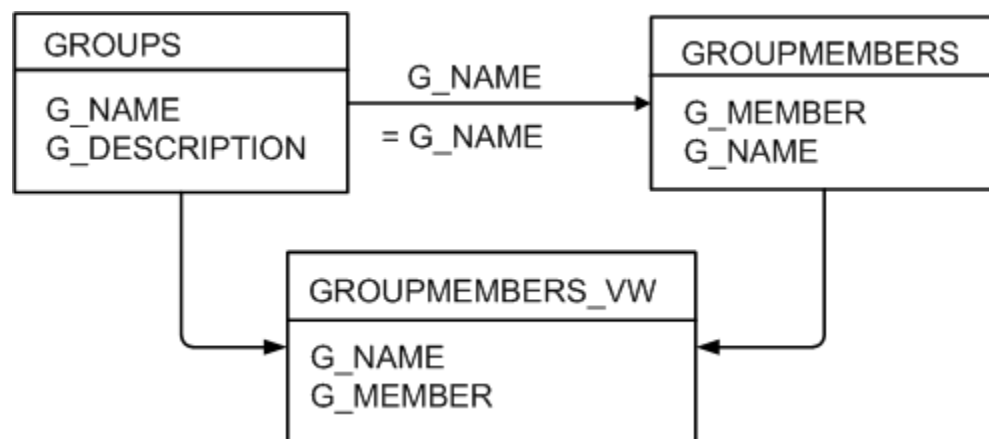 GROUPS
G_NAME
G_DESCRIPTION
G_NAME
= G_NAME
GROUPMEMBERS
G_MEMBER
G_NAME
GROUPMEMBERS_VW
G_NAME
G_MEMBER